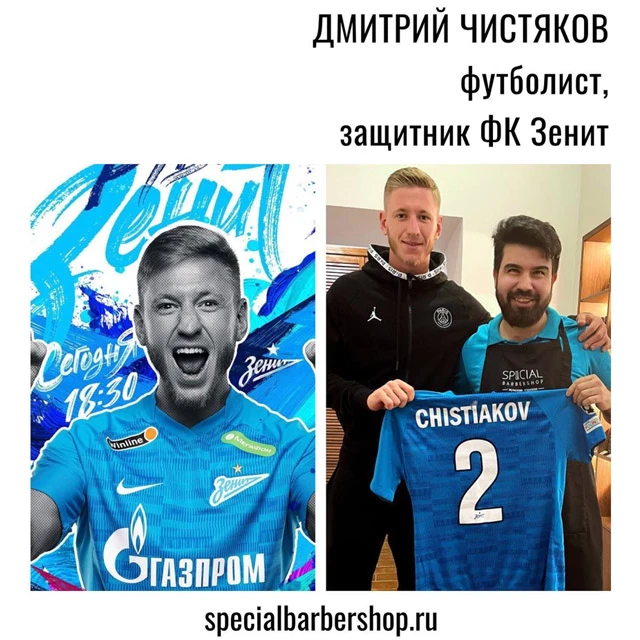 ДМИТРИЙ ЧИСТЯКОВ
футболист,
защитник ФК Зенит
Зенит
Сегодня
18:30
Зенит
winline
МегаФон
Зенит
ГАЗПРОМ
SPECIAL
BARBERSHOP
CHISTIAKOV
2
specialbarbershop.ru